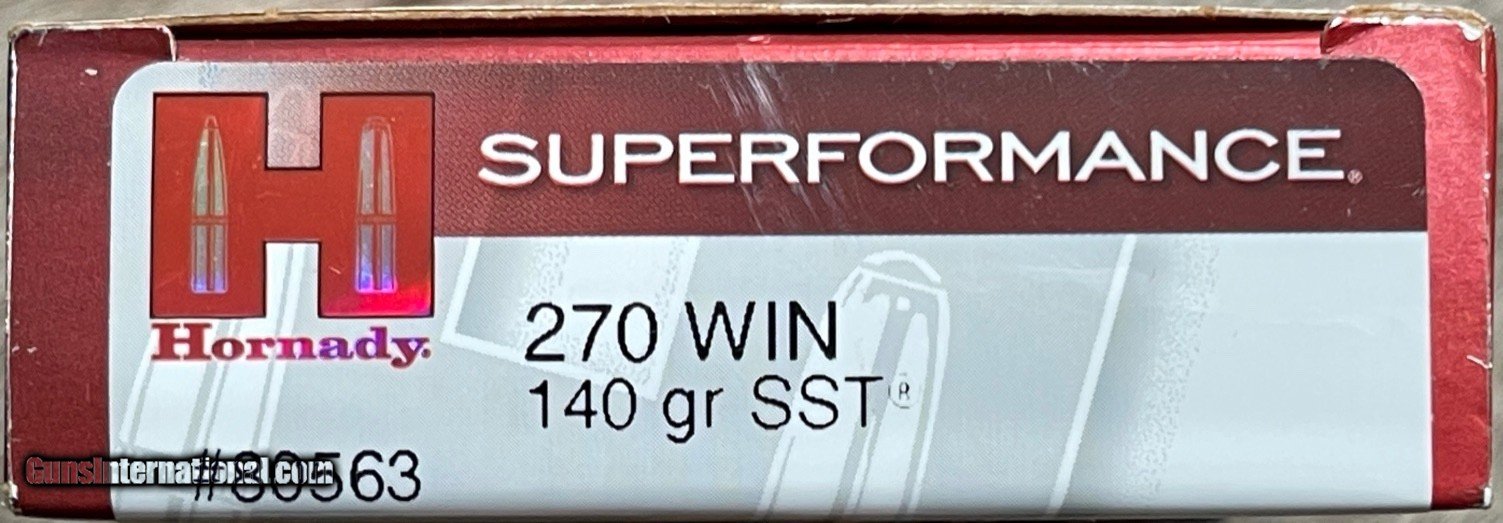 SUPERFORMANCE®
Hornady®
270 WIN
140 gr SST®
#80563
GunsInternational.com